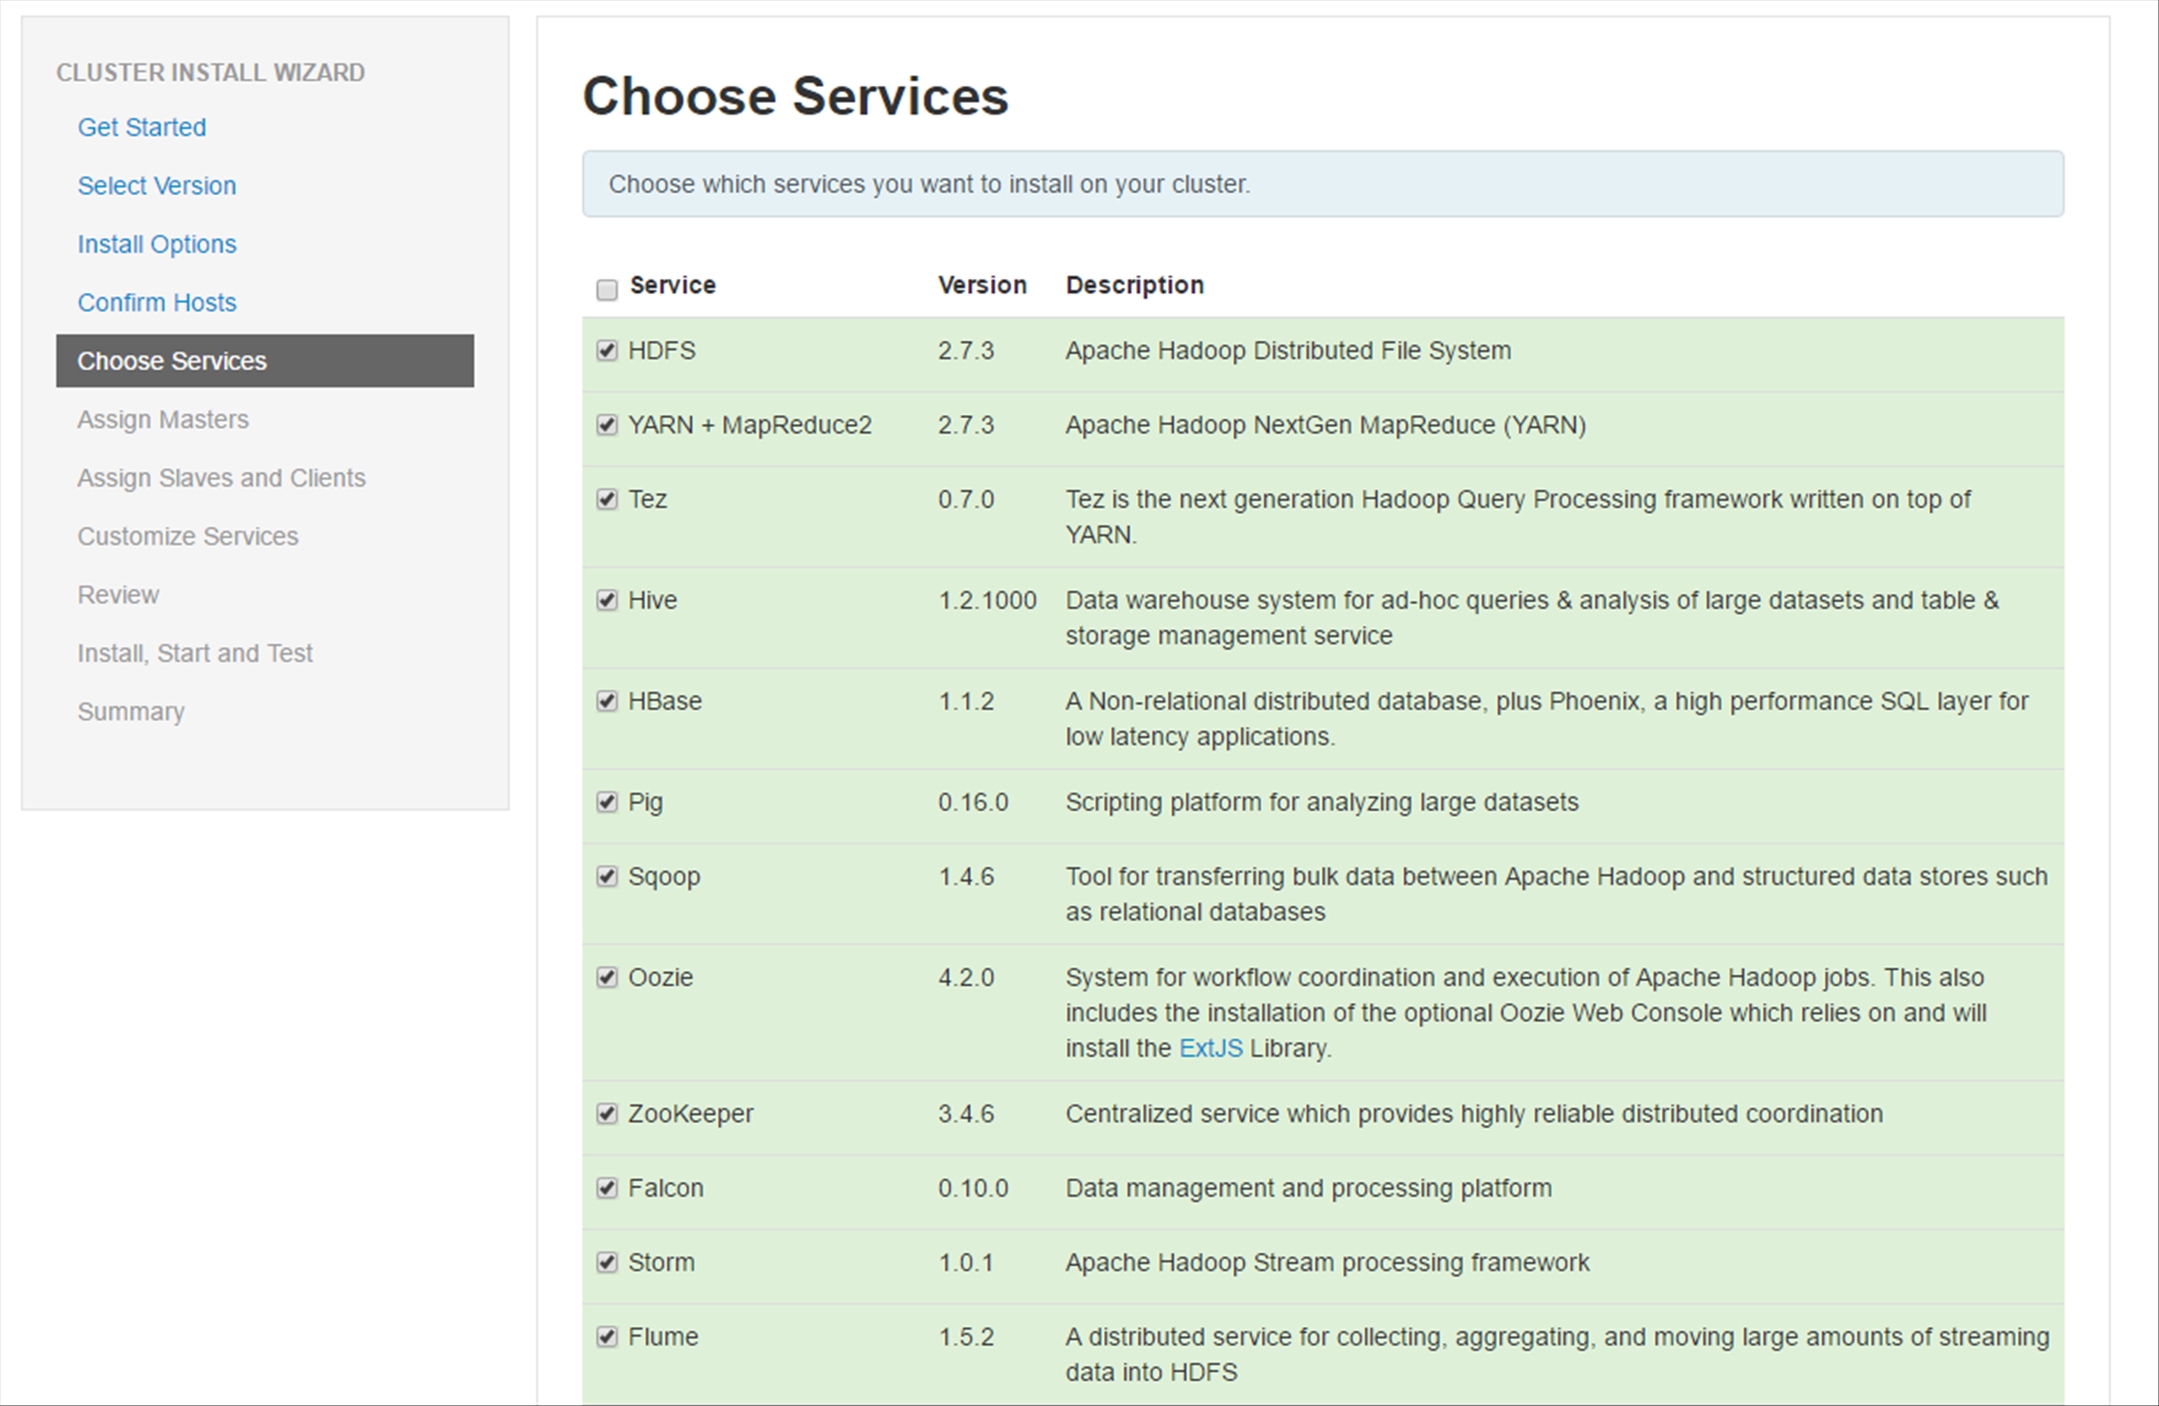 CLUSTER INSTALL WIZARD
Get Started
Select Version
Install Options
Confirm Hosts
Choose Services
Assign Masters
Assign Slaves and Clients
Customize Services
Review
Install, Start and Test
Summary
Choose Services
Choose which services you want to install on your cluster.
Service Version Description
HDFS 2.7.3 Apache Hadoop Distributed File System
YARN + MapReduce2 2.7.3 Apache Hadoop NextGen MapReduce (YARN)
Tez 0.7.0 Tez is the next generation Hadoop Query Processing framework written on top of
YARN.
Hive 1.2.1000 Data warehouse system for ad-hoc queries & analysis of large datasets and table &
storage management service
HBase 1.1.2 A Non-relational distributed database, plus Phoenix, a high performance SQL layer for
low latency applications.
Pig 0.16.0 Scripting platform for analyzing large datasets
Sqoop 1.4.6 Tool for transferring bulk data between Apache Hadoop and structured data stores such
as relational databases
Oozie 4.2.0 System for workflow coordination and execution of Apache Hadoop jobs. This also
includes the installation of the optional Oozie Web Console which relies on and will
install the ExtJS Library.
ZooKeeper 3.4.6 Centralized service which provides highly reliable distributed coordination
Falcon 0.10.0 Data management and processing platform
Storm 1.0.1 Apache Hadoop Stream processing framework
Flume 1.5.2 A distributed service for collecting, aggregating, and moving large amounts of streaming
data into HDFS